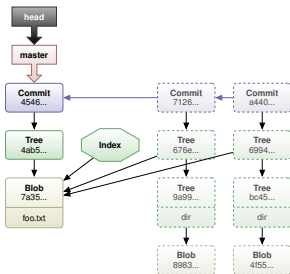 head
master
Commit
4546...
Commit
7126...
Commit
a440...
Tree
4ab5...
Index
Tree
676e...
Tree
6994...
Blob
7a35...
foo.txt
Tree
9a99...
dir
Tree
bc45...
dir
Blob
8983...
Blob
4f55...